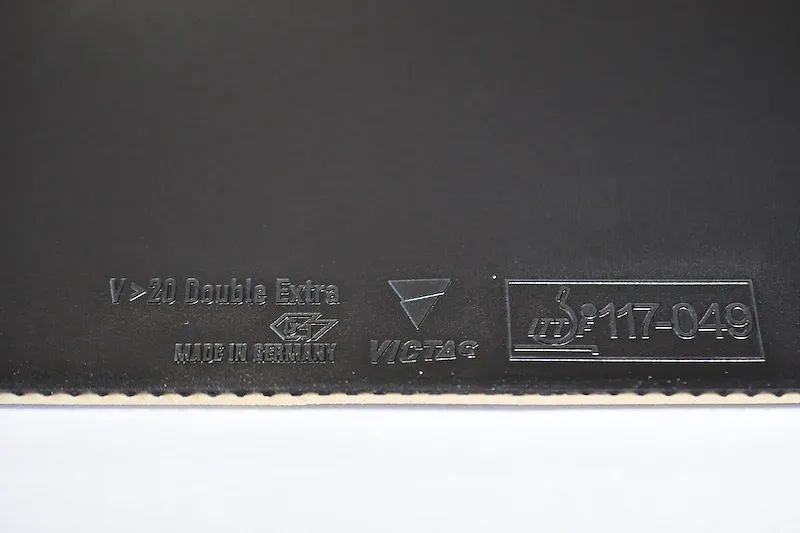 V>20 Double Extra
MADE IN GERMANY
VICTAS
ITTF 117-049